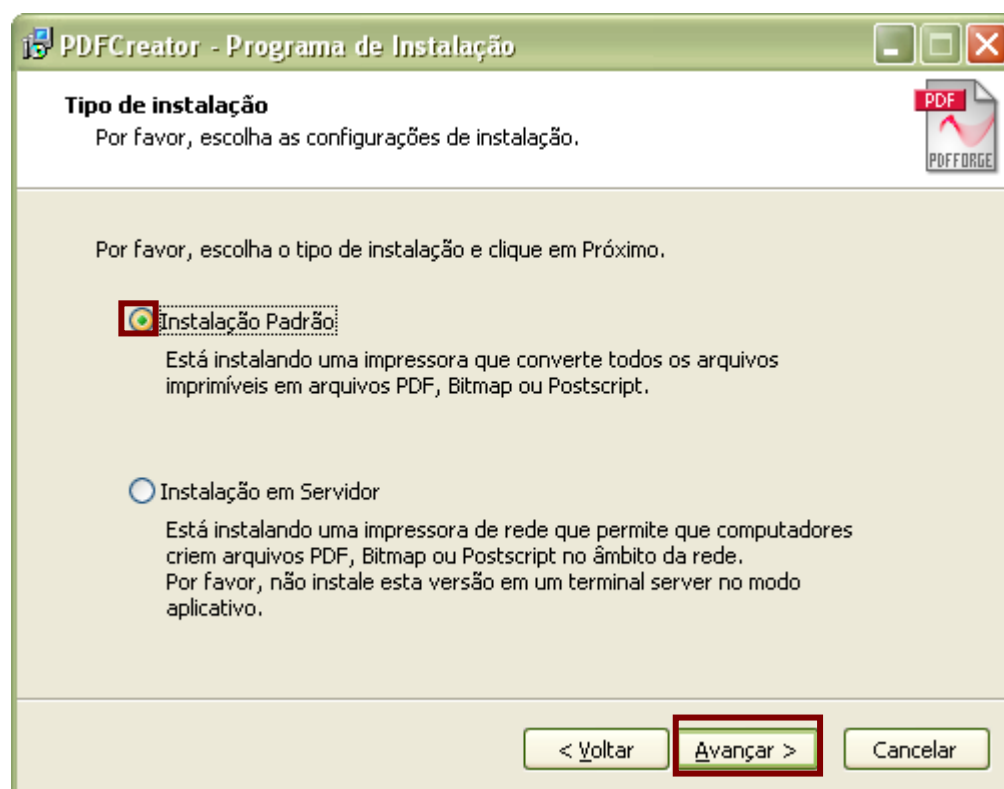 PDFCreator - Programa de Instalação
Tipo de instalação
Por favor, escolha as configurações de instalação.
PDF
PDFFORGE
Por favor, escolha o tipo de instalação e clique em Próximo.
Instalação Padrão
Está instalando uma impressora que converte todos os arquivos
imprimíveis em arquivos PDF, Bitmap ou Postscript.
Instalação em Servidor
Está instalando uma impressora de rede que permite que computadores
criem arquivos PDF, Bitmap ou Postscript no âmbito da rede.
Por favor, não instale esta versão em um terminal server no modo
aplicativo.
< Voltar
Avançar >
Cancelar